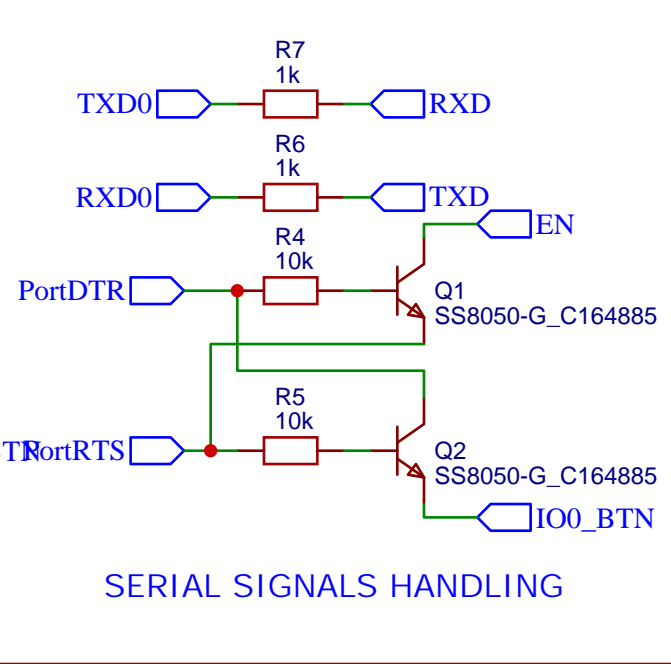 R7
1k
TXD0
RXD
R6
1k
RXD0
TXD
EN
R4
10k
PortDTR
Q1
SS8050-G_C164885
R5
10k
PortRTS
Q2
SS8050-G_C164885
IO0_BTN
SERIAL SIGNALS HANDLING